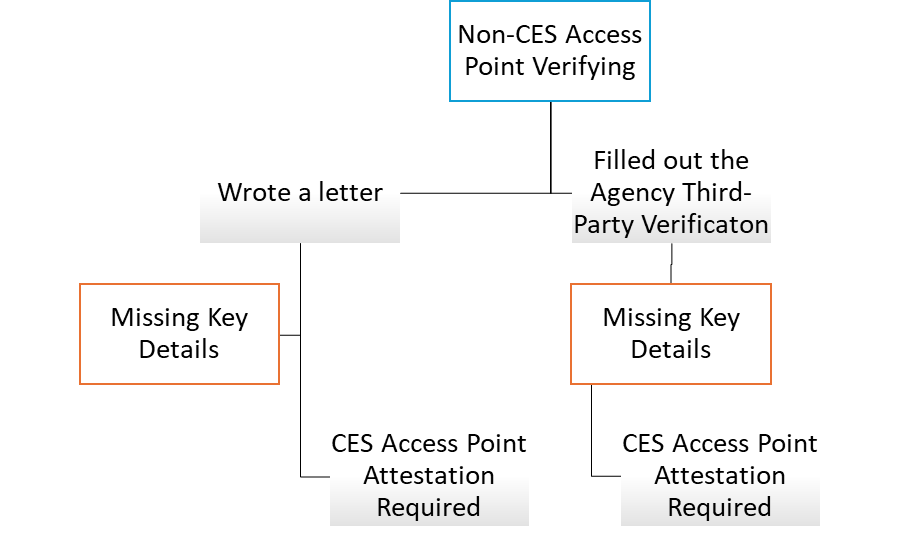 Non-CES Access
Point Verifying
Wrote a letter
Filled out the
Agency Third-
Party Verificaton
Missing Key
Details
Missing Key
Details
CES Access Point
Attestation
Required
CES Access Point
Attestation
Required